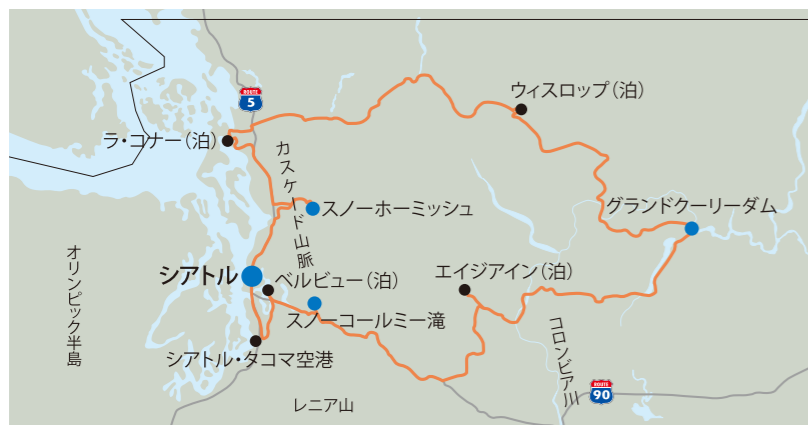 ROUTE
5
ウィスロップ（泊）
ラ・コナー（泊）
カスケード山脈
スノーホーミッシュ
グランドクーリーダム
オリンピック半島
シアトル
ベルビュー（泊）
エイジアイン（泊）
スノーコールミー滝
シアトル・タコマ空港
コロンビア川
ROUTE
90
レニア山